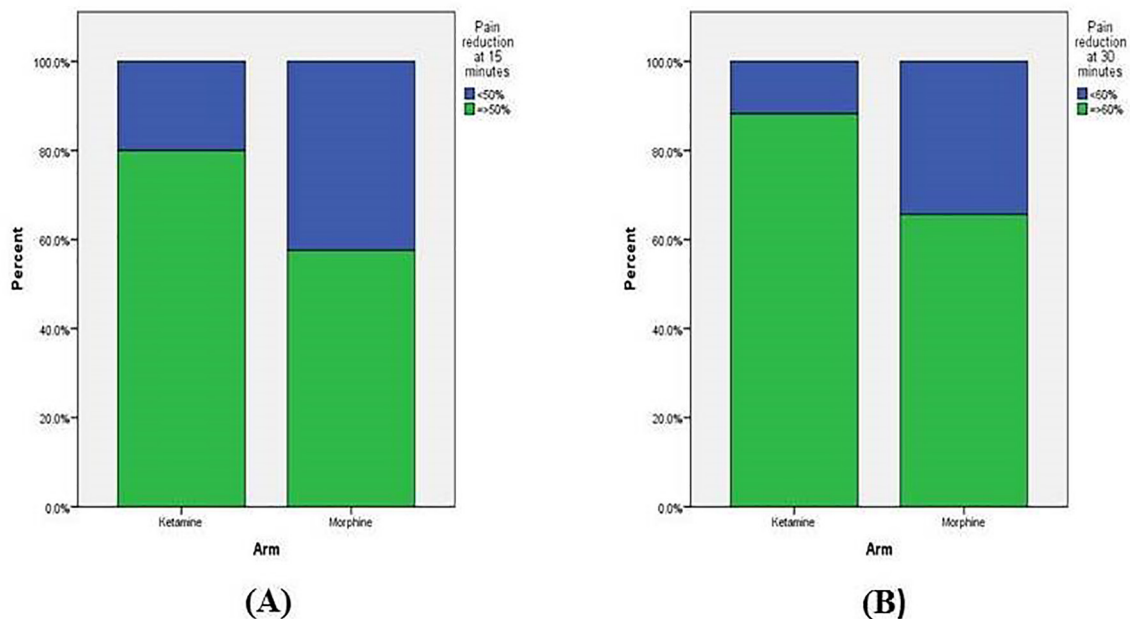 Pain
reduction
at 15
minutes
<50%
=>50%
100.0%
80.0%
60.0%
40.0%
20.0%
0.0%
Percent
Ketamine Morphine
Arm
(A)
Pain
reduction
at 30
minutes
<60%
=>60%
100.0%
80.0%
60.0%
40.0%
20.0%
0.0%
Percent
Ketamine Morphine
Arm
(B)